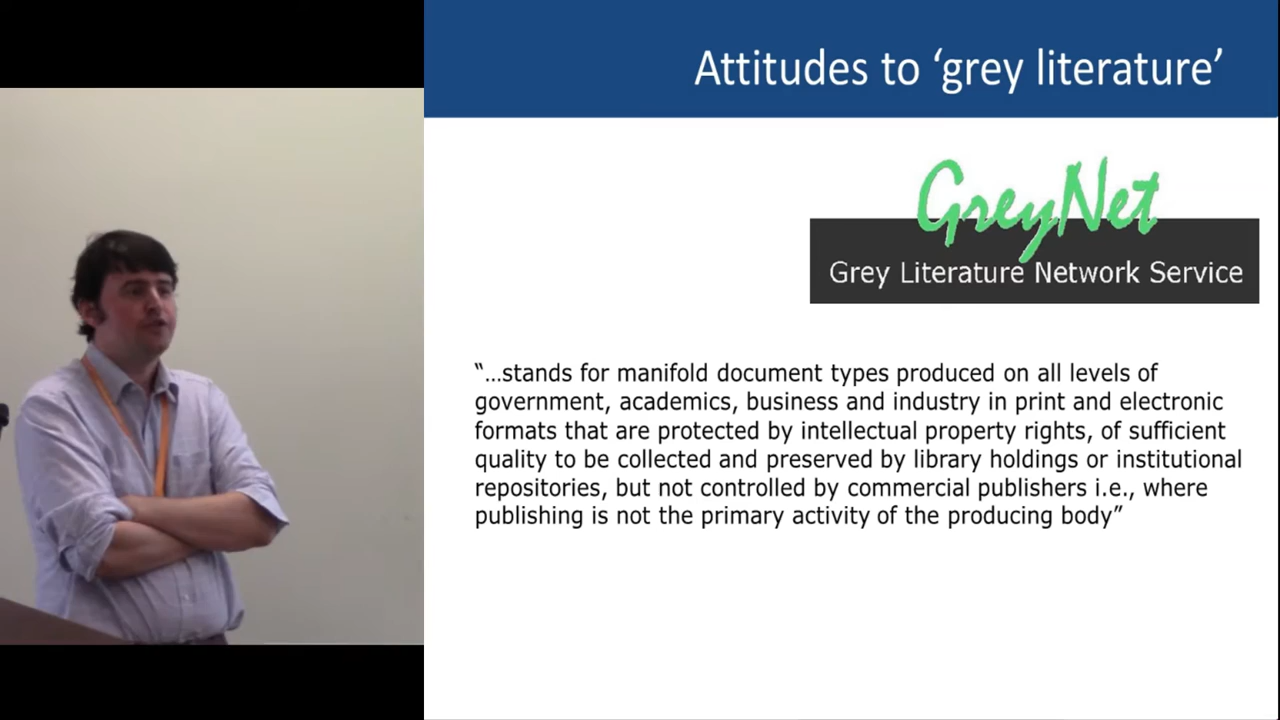 Attitudes to ‘grey literature’
GreyNet
Grey Literature Network Service
“…stands for manifold document types produced on all levels of
government, academics, business and industry in print and electronic
formats that are protected by intellectual property rights, of sufficient
quality to be collected and preserved by library holdings or institutional
repositories, but not controlled by commercial publishers i.e., where
publishing is not the primary activity of the producing body”